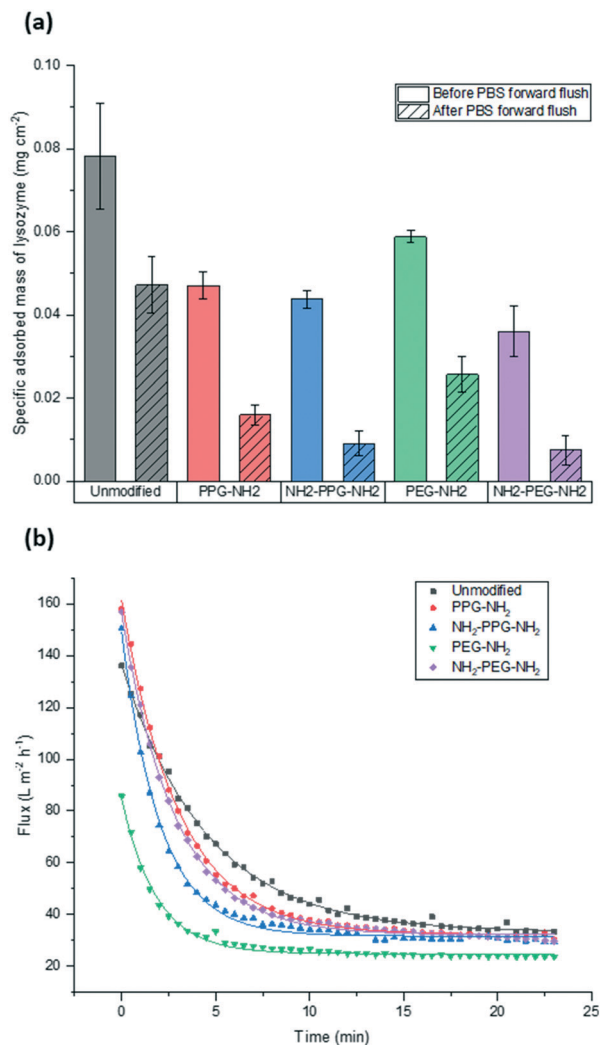 (a)
Specific adsorbed mass of lysozyme (mg cm⁻²)
0.10
0.08
0.06
0.04
0.02
0.00
Before PBS forward flush
After PBS forward flush
Unmodified PPG-NH2 NH2-PPG-NH2 PEG-NH2 NH2-PEG-NH2
(b)
Flux (L m⁻² h⁻¹)
160
140
120
100
80
60
40
20
Unmodified
PPG-NH₂
NH₂-PPG-NH₂
PEG-NH₂
NH₂-PEG-NH₂
0 5 10 15 20 25
Time (min)